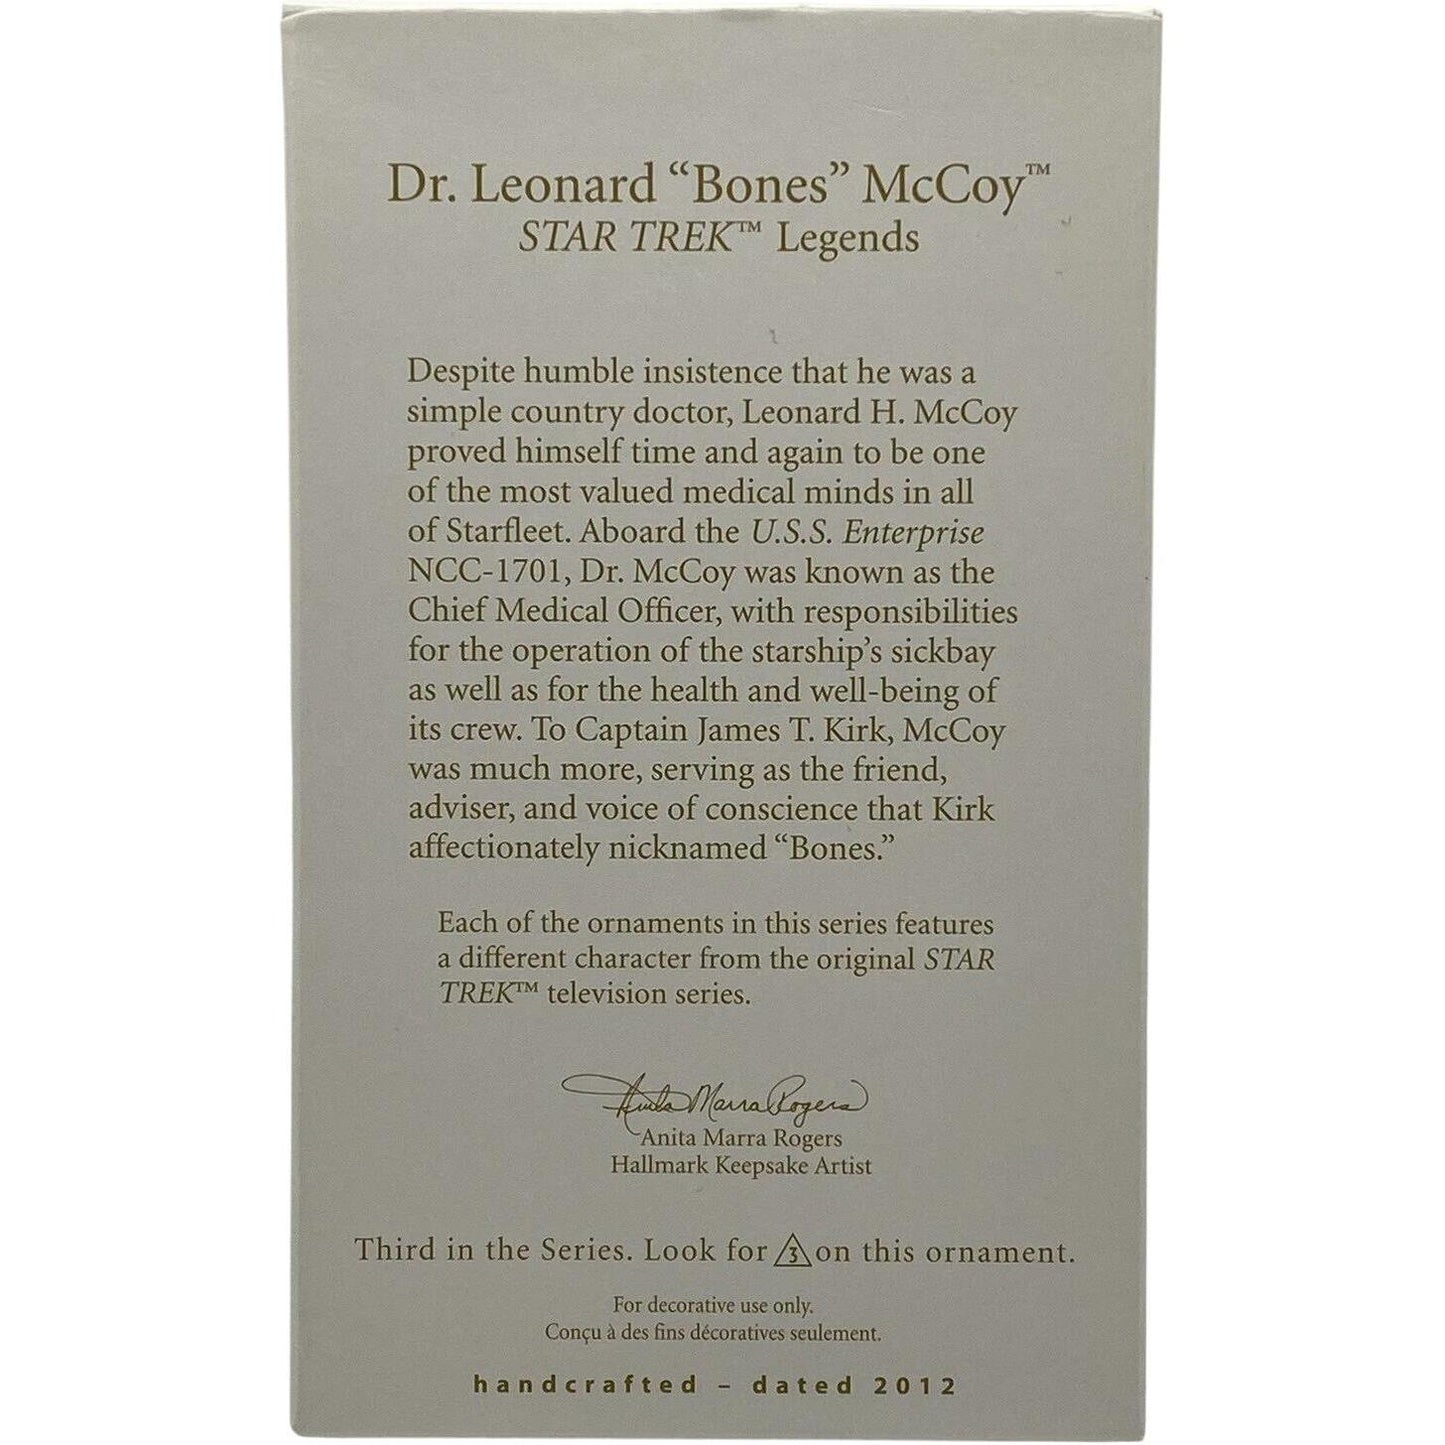 Dr. Leonard “Bones” McCoy™
STAR TREK™ Legends
Despite humble insistence that he was a
simple country doctor, Leonard H. McCoy
proved himself time and again to be one
of the most valued medical minds in all
of Starfleet. Aboard the U.S.S. Enterprise
NCC-1701, Dr. McCoy was known as the
Chief Medical Officer, with responsibilities
for the operation of the starship’s sickbay
as well as for the health and well-being of
its crew. To Captain James T. Kirk, McCoy
was much more, serving as the friend,
adviser, and voice of conscience that Kirk
affectionately nicknamed “Bones.”
Each of the ornaments in this series features
a different character from the original STAR
TREK™ television series.
Anita Marra Rogers
Anita Marra Rogers
Hallmark Keepsake Artist
Third in the Series. Look for 3 on this ornament.
For decorative use only.
Conçu à des fins décoratives seulement.
handcrafted – dated 2012